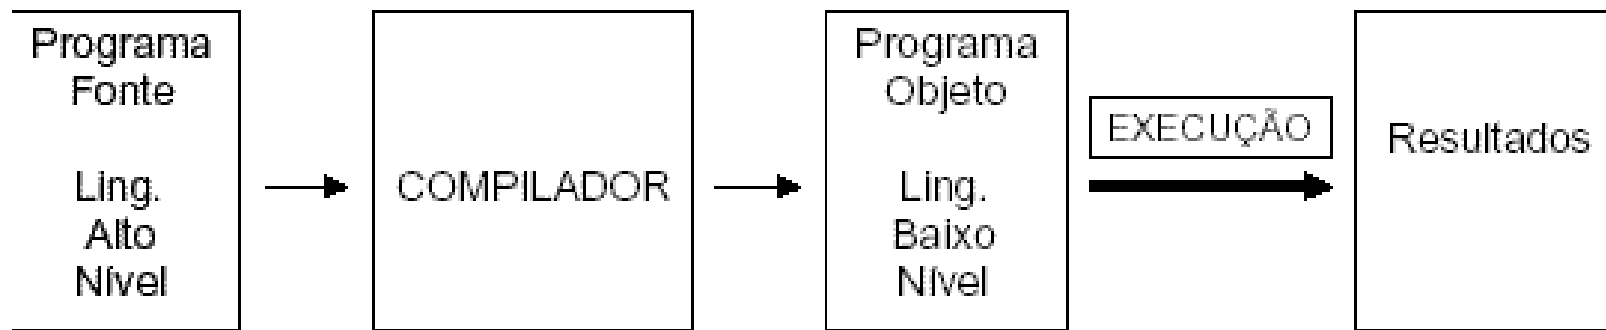 Programa
Fonte
Ling.
Alto
Nível
COMPILADOR
Programa
Objeto
Ling.
Baixo
Nível
EXECUÇÃO
Resultados